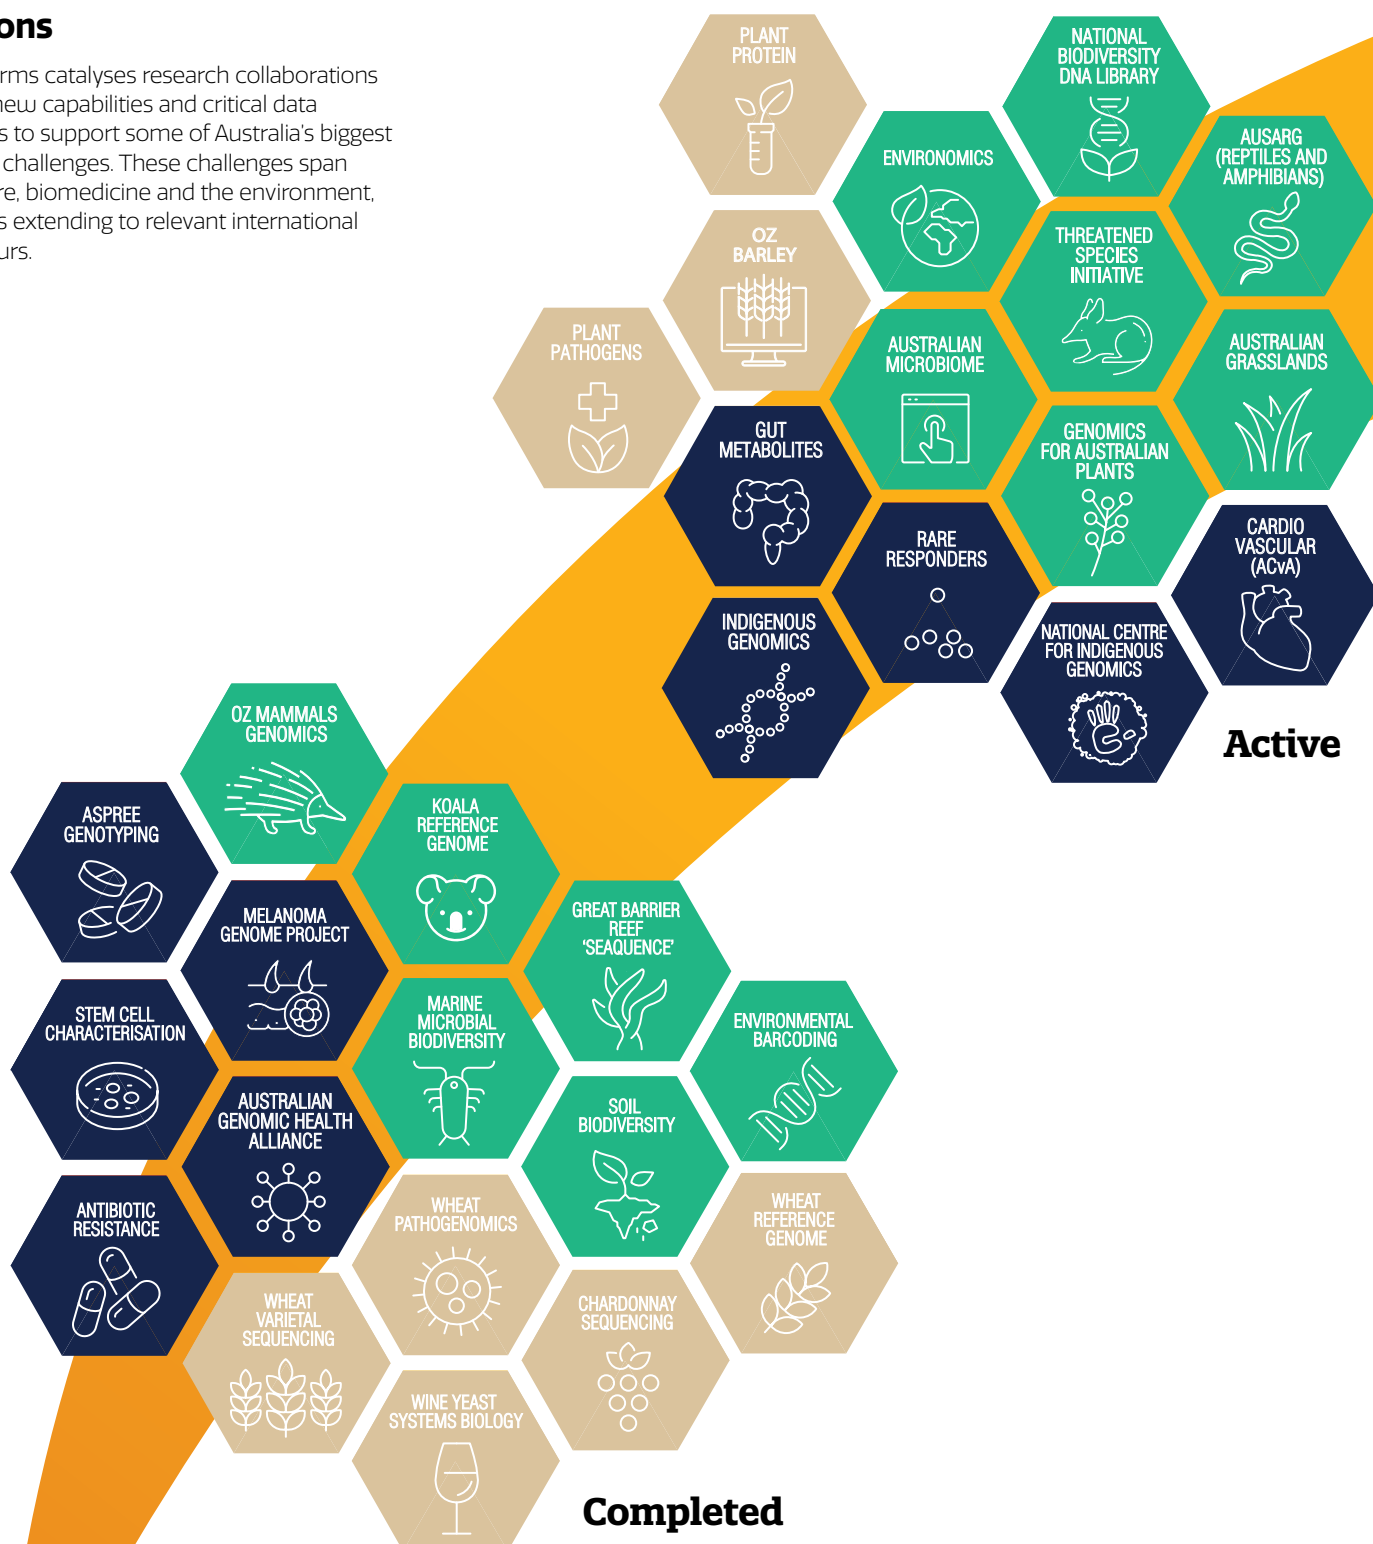 ons
rms catalyses research collaborations
new capabilities and critical data
s to support some of Australia's biggest
challenges. These challenges span
re, biomedicine and the environment,
s extending to relevant international
urs.
PLANT
PROTEIN
NATIONAL
BIODIVERSITY
DNA LIBRARY
ENVIRONOMICS
AUSARG
(REPTILES AND
AMPHIBIANS)
OZ
BARLEY
THREATENED
SPECIES
INITIATIVE
PLANT
PATHOGENS
AUSTRALIAN
MICROBIOME
AUSTRALIAN
GRASSLANDS
GUT
METABOLITES
GENOMICS
FOR AUSTRALIAN
PLANTS
RARE
RESPONDERS
CARDIO
VASCULAR
(ACvA)
INDIGENOUS
GENOMICS
NATIONAL CENTRE
FOR INDIGENOUS
GENOMICS
Active
OZ MAMMALS
GENOMICS
ASPREE
GENOTYPING
KOALA
REFERENCE
GENOME
MELANOMA
GENOME PROJECT
GREAT BARRIER
REEF
'SEAQUENCE'
STEM CELL
CHARACTERISATION
MARINE
MICROBIAL
BIODIVERSITY
ENVIRONMENTAL
BARCODING
AUSTRALIAN
GENOMIC HEALTH
ALLIANCE
SOIL
BIODIVERSITY
ANTIBIOTIC
RESISTANCE
WHEAT
PATHOGENOMICS
WHEAT
REFERENCE
GENOME
WHEAT
VARIETAL
SEQUENCING
CHARDONNAY
SEQUENCING
WINE YEAST
SYSTEMS BIOLOGY
Completed